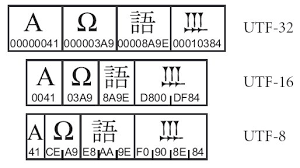 A Ω 語 𐎄
00000041 000003A9 00008A9E 00010384 UTF-32
A Ω 語 𐎄
0041 03A9 8A9E D800 DF84 UTF-16
A Ω 語 𐎄
41 CE A9 E8 AA 9E F0 90 8E 84 UTF-8